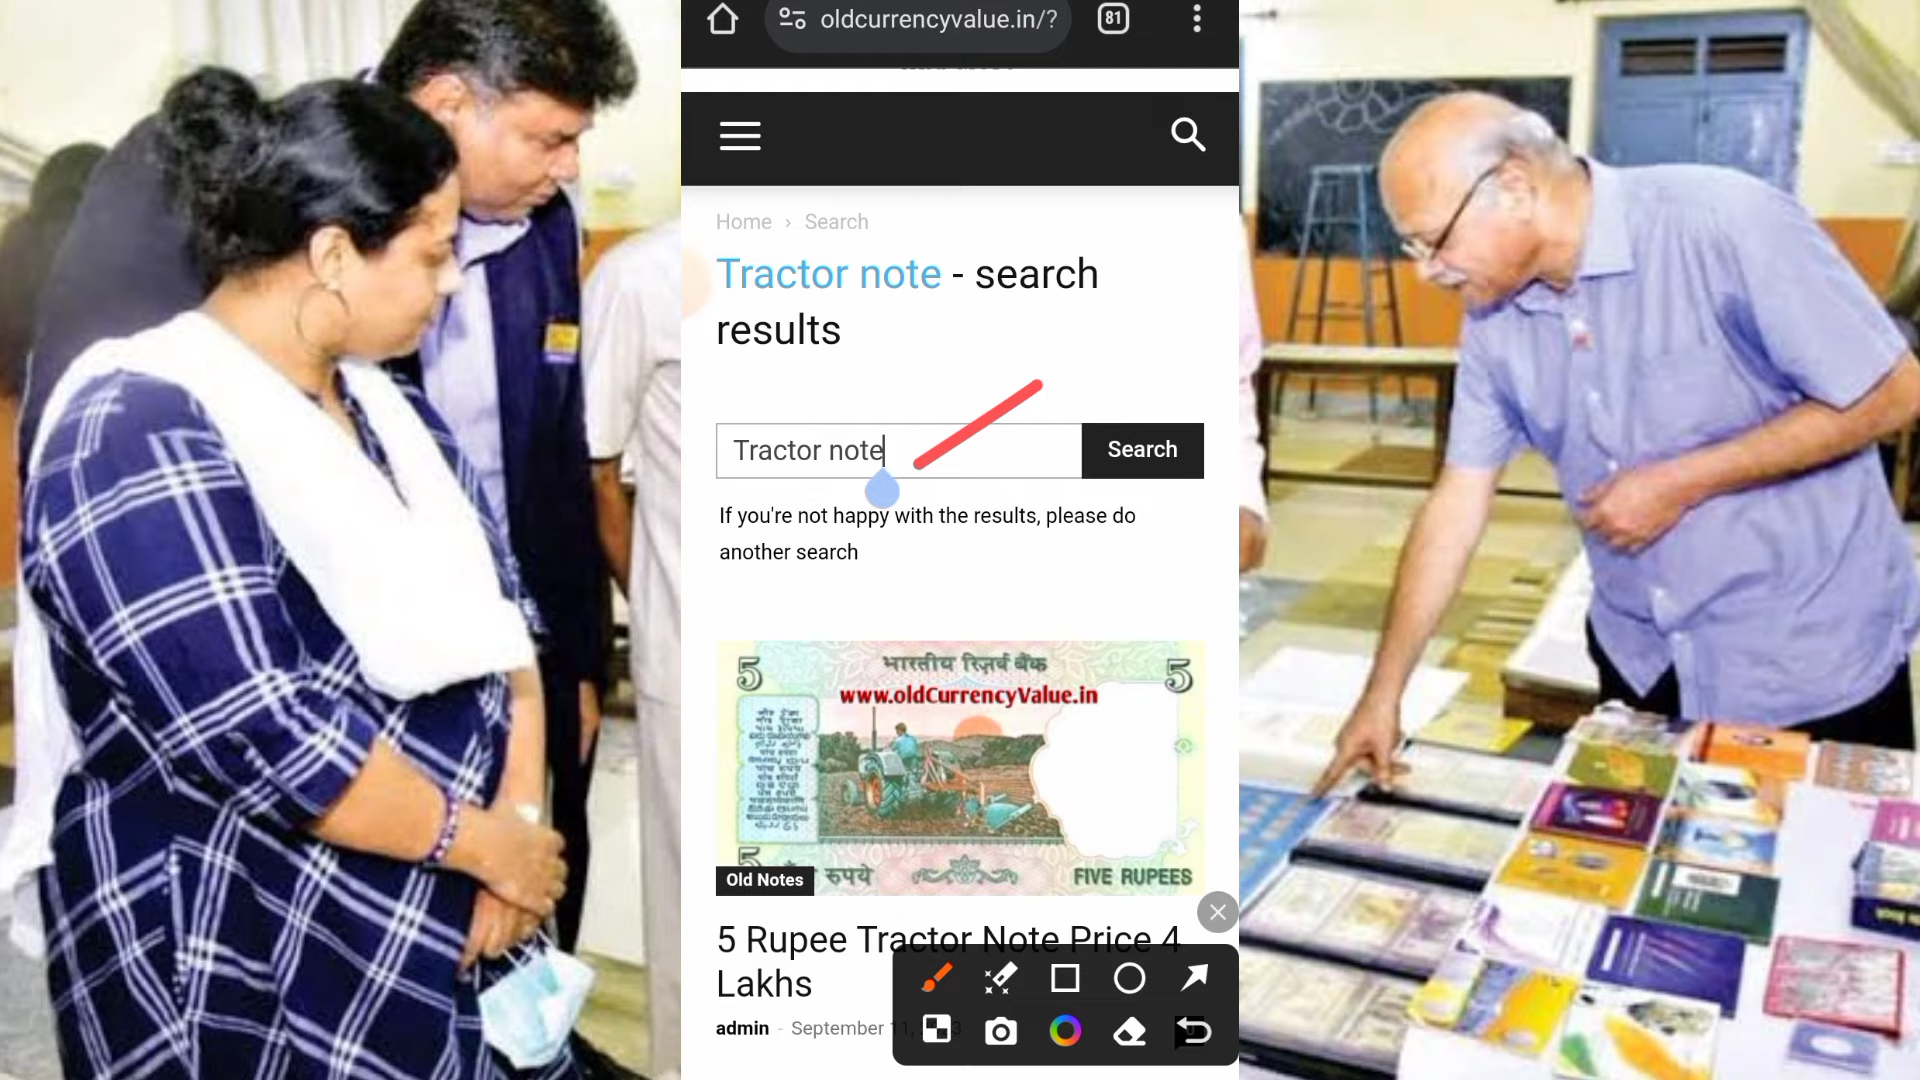 oldcurrencyvalue.in/?
81
Home › Search
Tractor note - search
results
Tractor note
Search
If you're not happy with the results, please do
another search
5 भारतीय रिज़र्व बैंक 5
www.oldCurrencyValue.in
Old Notes
रुपये
FIVE RUPEES
5 Rupee Tractor Note Price 4
Lakhs
admin - September